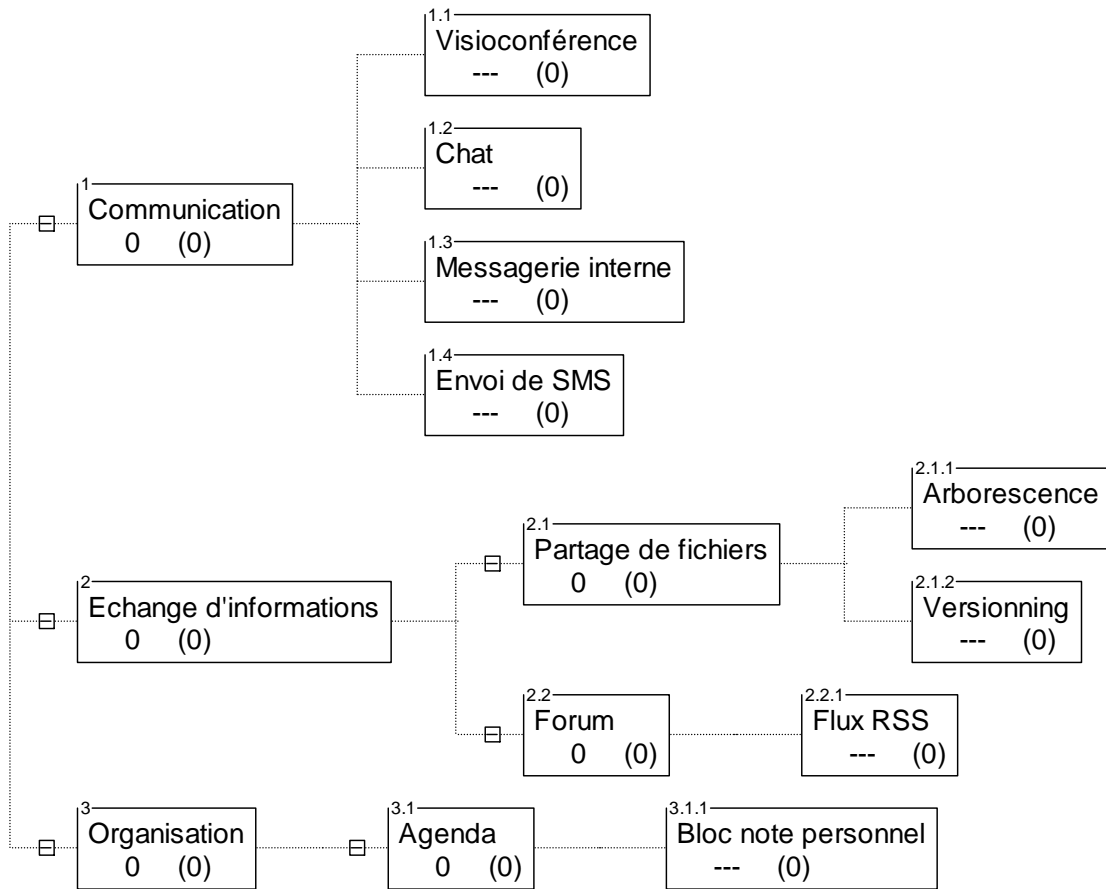 1.1
Visioconférence
--- (0)
1.2
Chat
--- (0)
1
Communication
0 (0)
1.3
Messagerie interne
--- (0)
1.4
Envoi de SMS
--- (0)
2.1.1
Arborescence
--- (0)
2.1
Partage de fichiers
0 (0)
2
Echange d'informations
0 (0)
2.1.2
Versionning
--- (0)
2.2
Forum
0 (0)
2.2.1
Flux RSS
--- (0)
3
Organisation
0 (0)
3.1
Agenda
0 (0)
3.1.1
Bloc note personnel
--- (0)